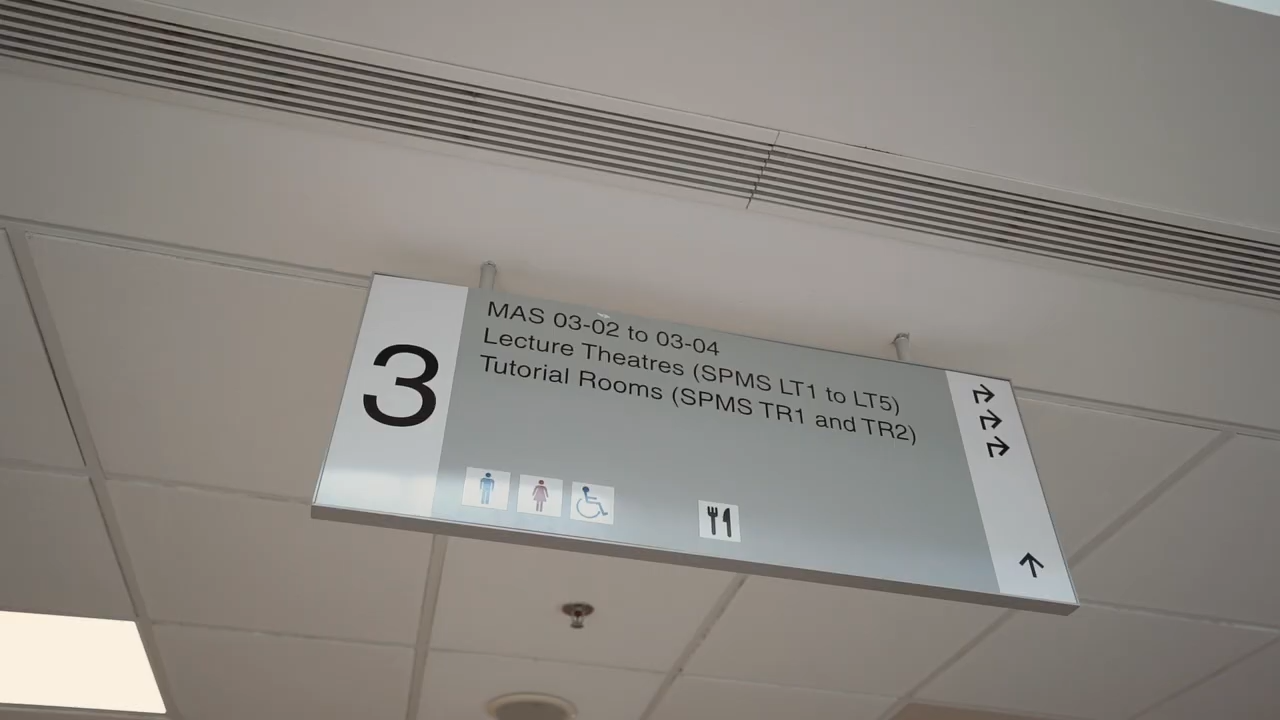 3
MAS 03-02 to 03-04
Lecture Theatres (SPMS LT1 to LT5)
Tutorial Rooms (SPMS TR1 and TR2)